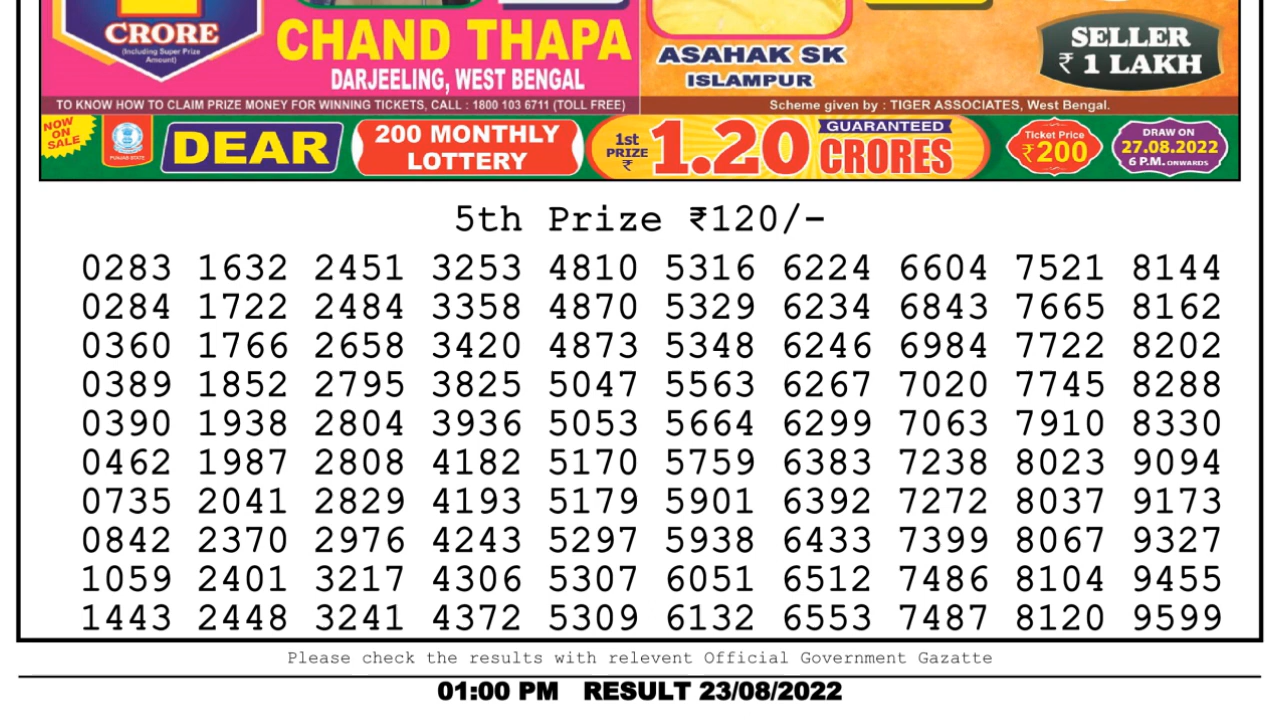 CRORE
(Including Super Prize
Amount)
CHAND THAPA
DARJEELING, WEST BENGAL
ASAHAK SK
ISLAMPUR
SELLER
₹ 1 LAKH
TO KNOW HOW TO CLAIM PRIZE MONEY FOR WINNING TICKETS, CALL : 1800 103 6711 (TOLL FREE)
Scheme given by : TIGER ASSOCIATES, West Bengal.
NOW
ON
SALE
DEAR
200 MONTHLY
LOTTERY
1st
PRIZE
₹
1.20
GUARANTEED
CRORES
Ticket Price
₹200
DRAW ON
27.08.2022
6 P.M. ONWARDS
5th Prize ₹120/-
0283 1632 2451 3253 4810 5316 6224 6604 7521 8144
0284 1722 2484 3358 4870 5329 6234 6843 7665 8162
0360 1766 2658 3420 4873 5348 6246 6984 7722 8202
0389 1852 2795 3825 5047 5563 6267 7020 7745 8288
0390 1938 2804 3936 5053 5664 6299 7063 7910 8330
0462 1987 2808 4182 5170 5759 6383 7238 8023 9094
0735 2041 2829 4193 5179 5901 6392 7272 8037 9173
0842 2370 2976 4243 5297 5938 6433 7399 8067 9327
1059 2401 3217 4306 5307 6051 6512 7486 8104 9455
1443 2448 3241 4372 5309 6132 6553 7487 8120 9599
Please check the results with relevent Official Government Gazatte
01:00 PM RESULT 23/08/2022